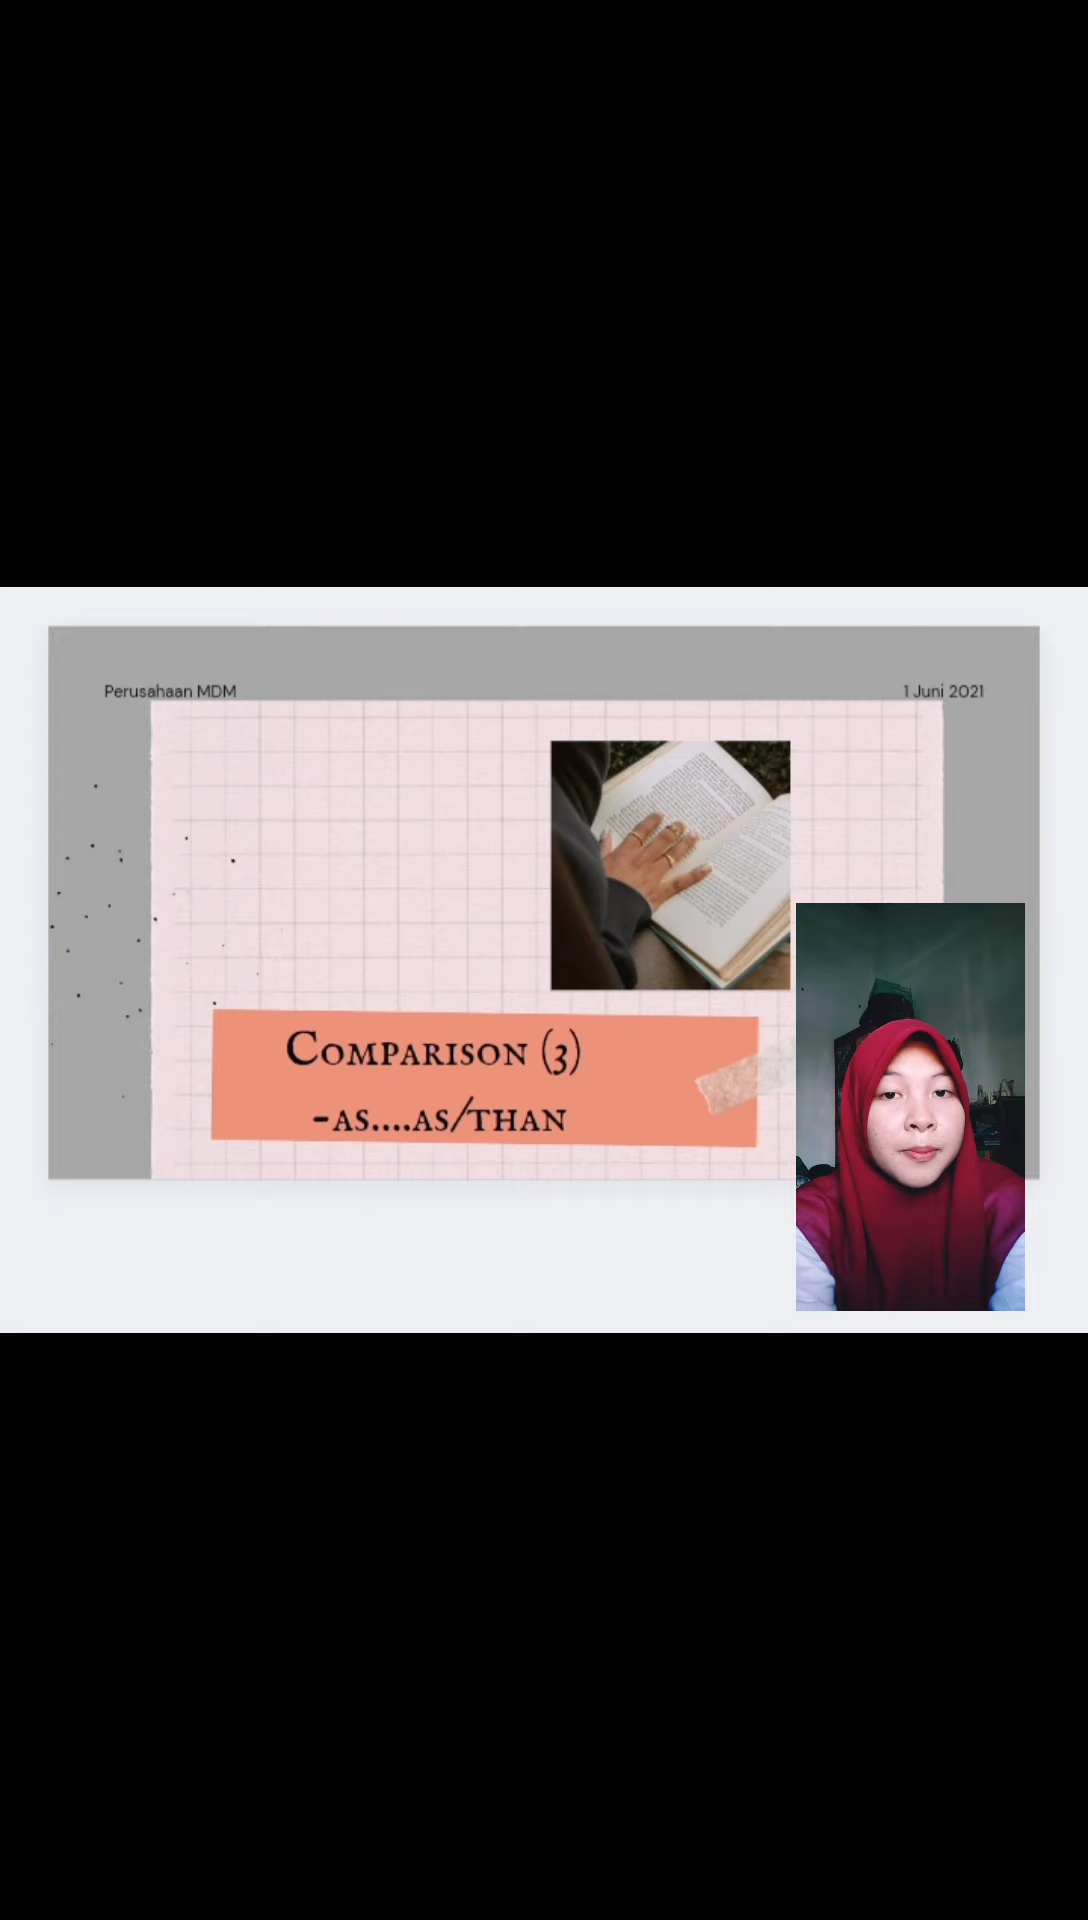 Perusahaan MDM
1 Juni 2021
Comparison (3)
-as....as/than